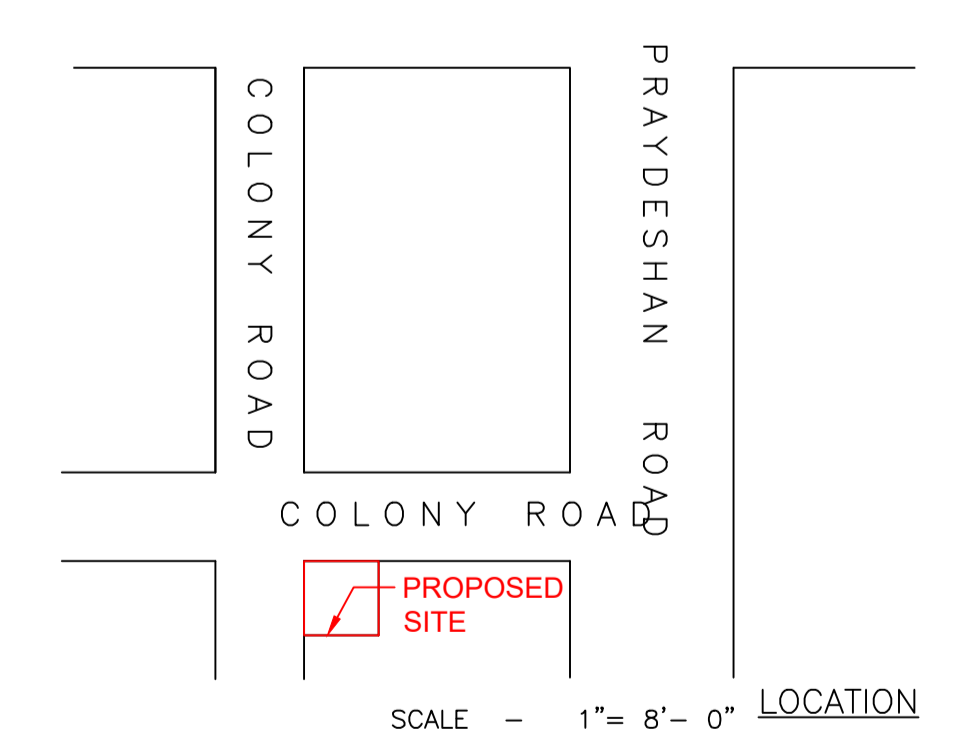 COLONY ROAD
PRAYDESHAN ROAD
COLONY ROAD
PROPOSED
SITE
SCALE - 1"= 8'- 0"
LOCATION